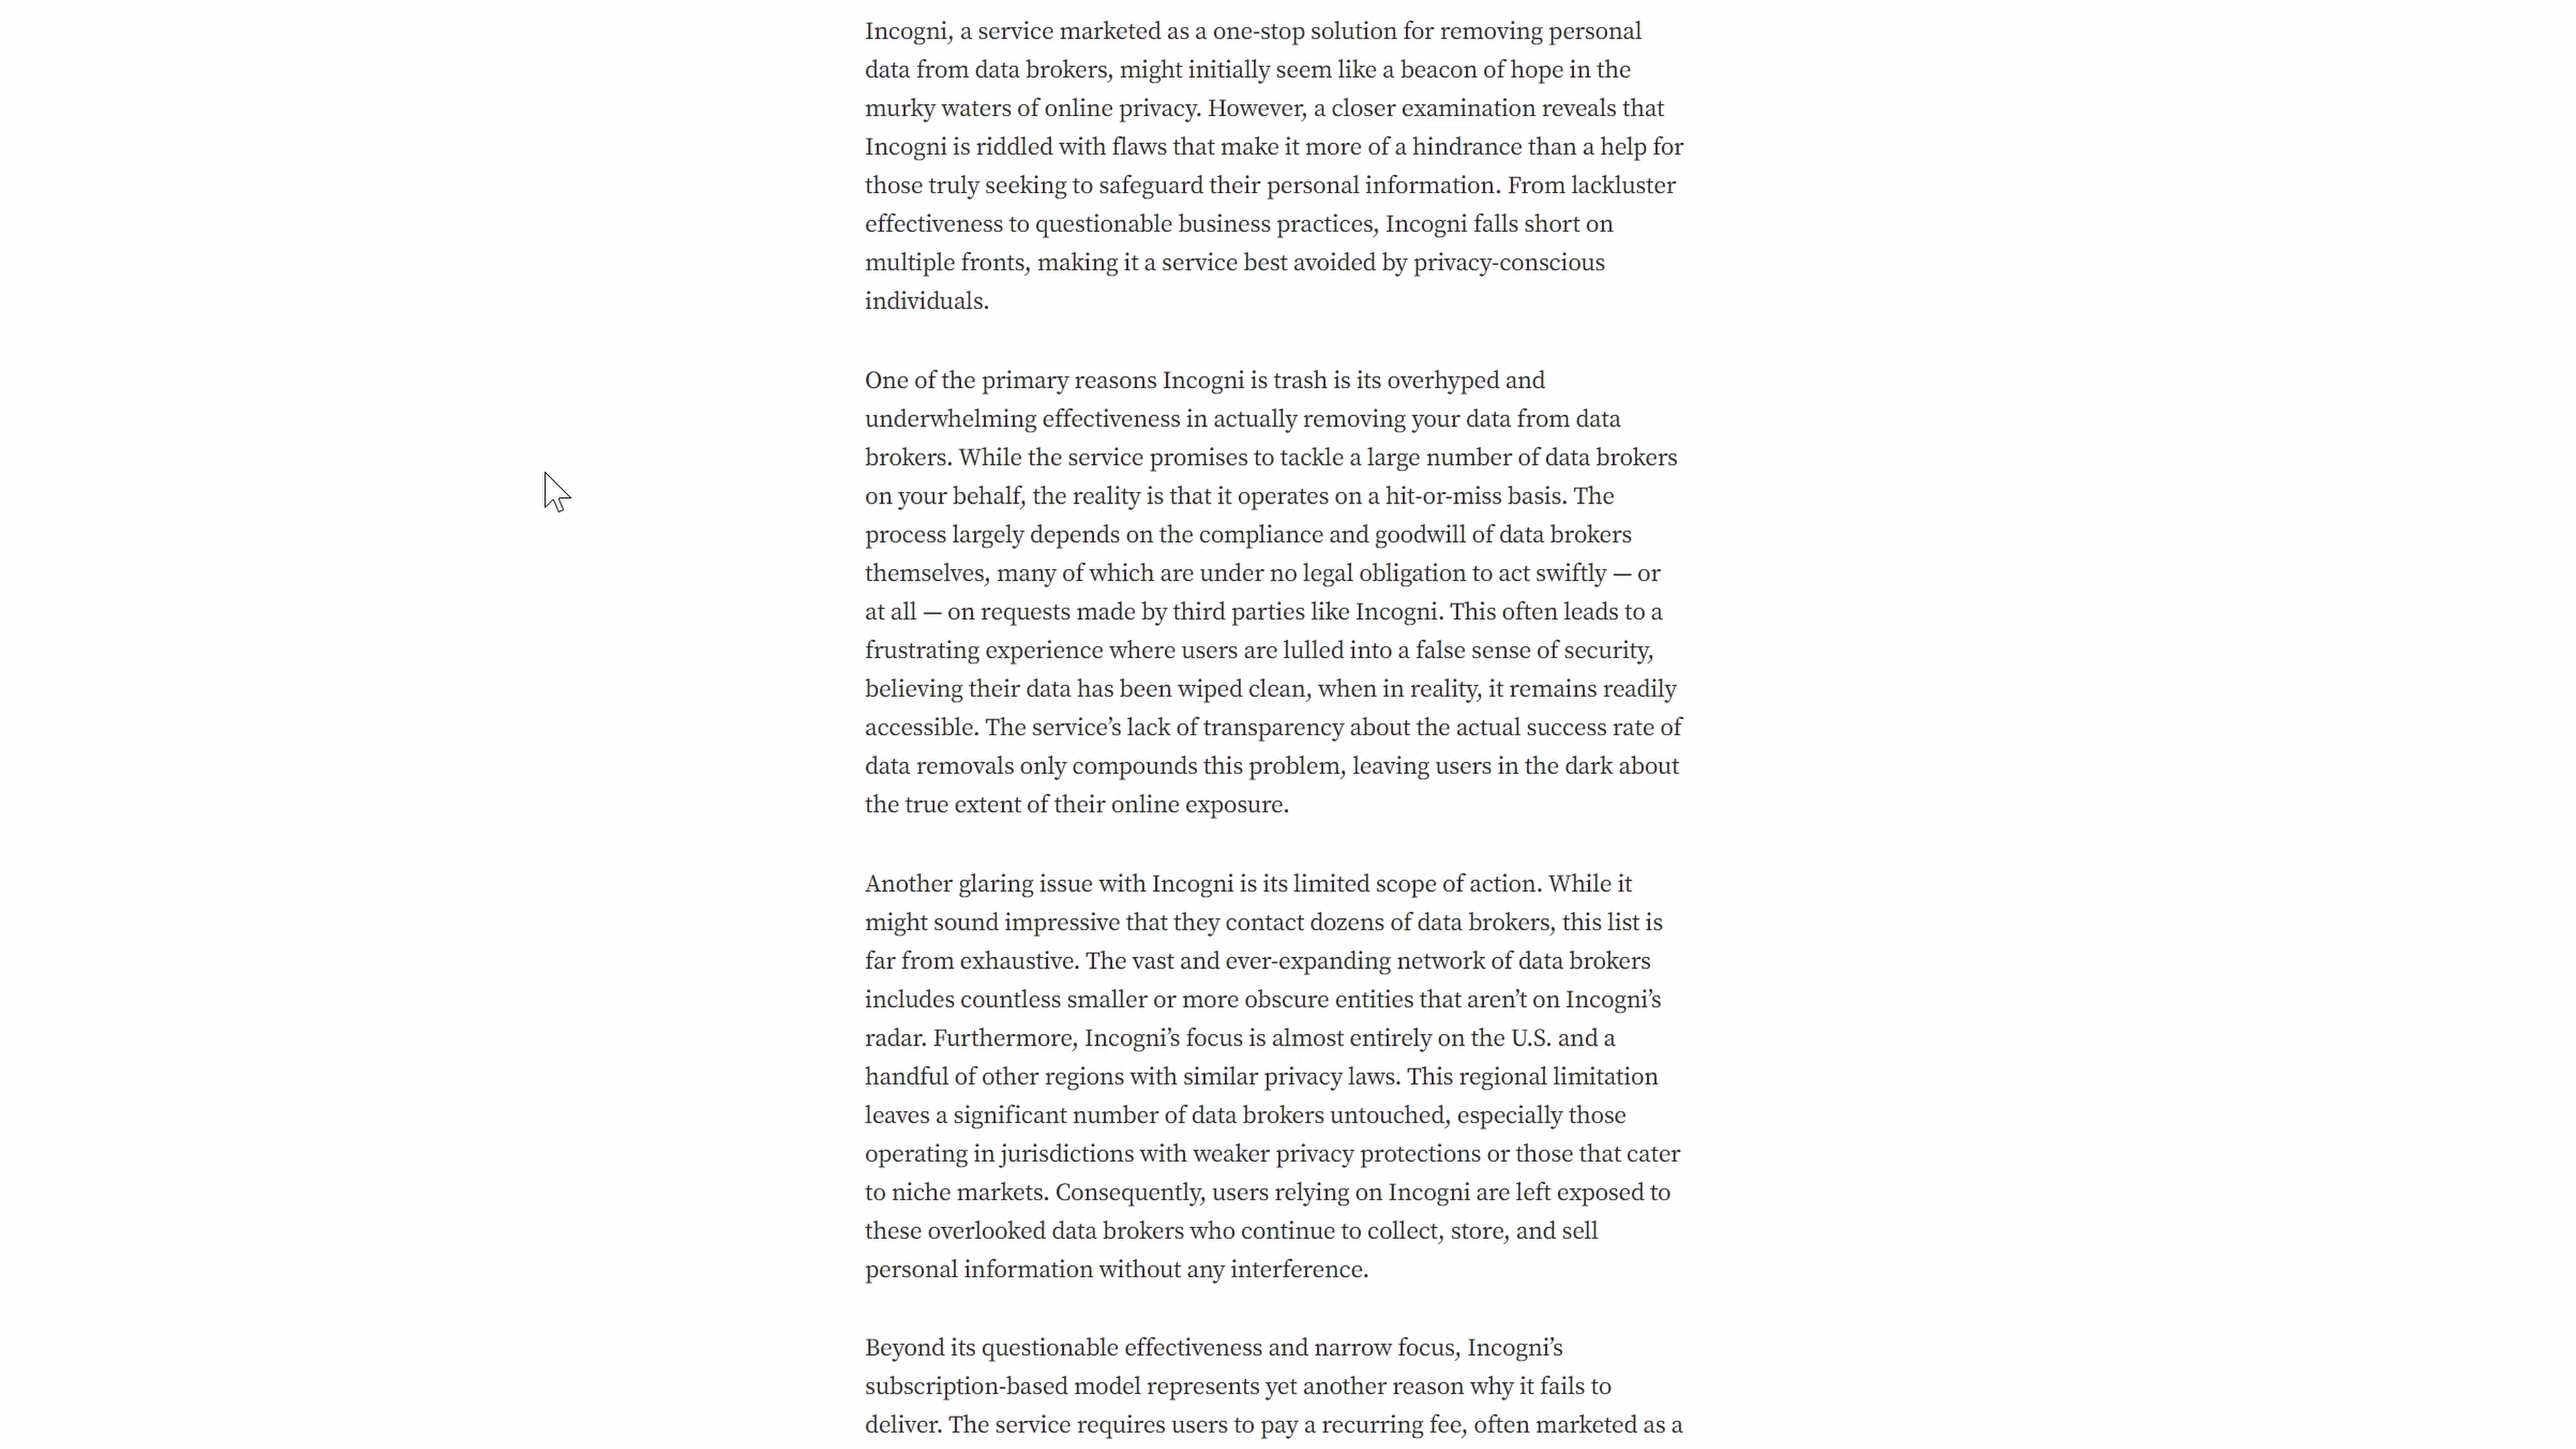 Incogni, a service marketed as a one-stop solution for removing personal
data from data brokers, might initially seem like a beacon of hope in the
murky waters of online privacy. However, a closer examination reveals that
Incogni is riddled with flaws that make it more of a hindrance than a help for
those truly seeking to safeguard their personal information. From lackluster
effectiveness to questionable business practices, Incogni falls short on
multiple fronts, making it a service best avoided by privacy-conscious
individuals.
One of the primary reasons Incogni is trash is its overhyped and
underwhelming effectiveness in actually removing your data from data
brokers. While the service promises to tackle a large number of data brokers
on your behalf, the reality is that it operates on a hit-or-miss basis. The
process largely depends on the compliance and goodwill of data brokers
themselves, many of which are under no legal obligation to act swiftly — or
at all — on requests made by third parties like Incogni. This often leads to a
frustrating experience where users are lulled into a false sense of security,
believing their data has been wiped clean, when in reality, it remains readily
accessible. The service’s lack of transparency about the actual success rate of
data removals only compounds this problem, leaving users in the dark about
the true extent of their online exposure.
Another glaring issue with Incogni is its limited scope of action. While it
might sound impressive that they contact dozens of data brokers, this list is
far from exhaustive. The vast and ever-expanding network of data brokers
includes countless smaller or more obscure entities that aren’t on Incogni’s
radar. Furthermore, Incogni’s focus is almost entirely on the U.S. and a
handful of other regions with similar privacy laws. This regional limitation
leaves a significant number of data brokers untouched, especially those
operating in jurisdictions with weaker privacy protections or those that cater
to niche markets. Consequently, users relying on Incogni are left exposed to
these overlooked data brokers who continue to collect, store, and sell
personal information without any interference.
Beyond its questionable effectiveness and narrow focus, Incogni’s
subscription-based model represents yet another reason why it fails to
deliver. The service requires users to pay a recurring fee, often marketed as a